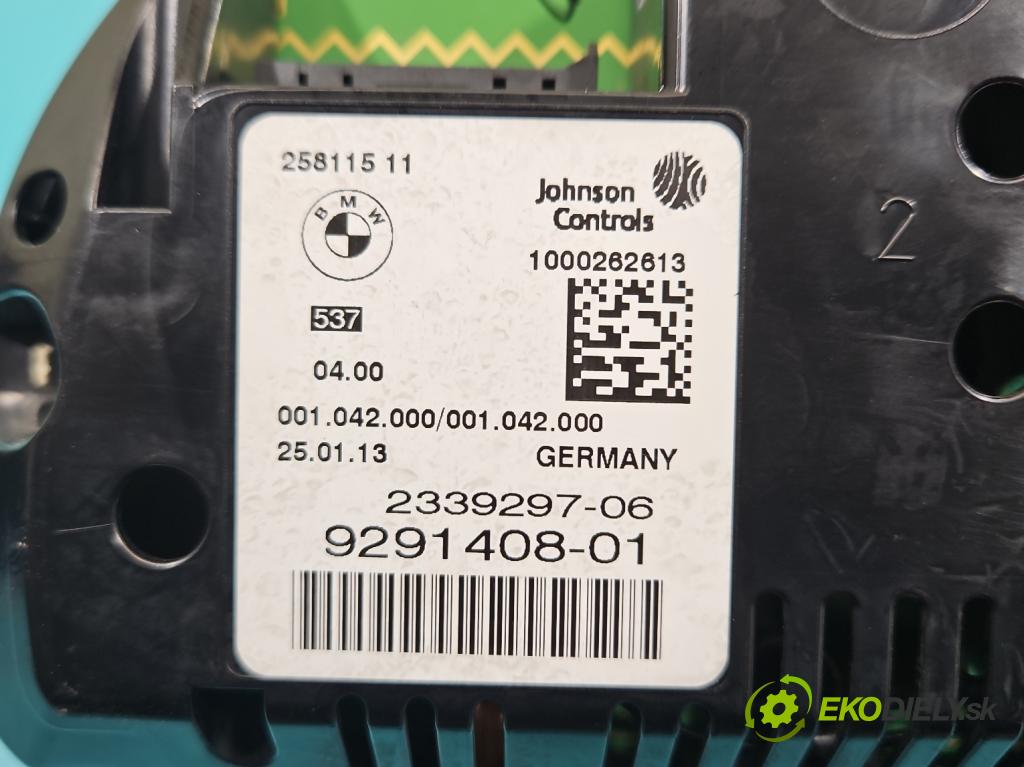 258115 11
BMW
Johnson
Controls
1000262613
537
04.00
001.042.000/001.042.000
25.01.13
GERMANY
2339297-06
9291408-01
2
EKODIELY.sk